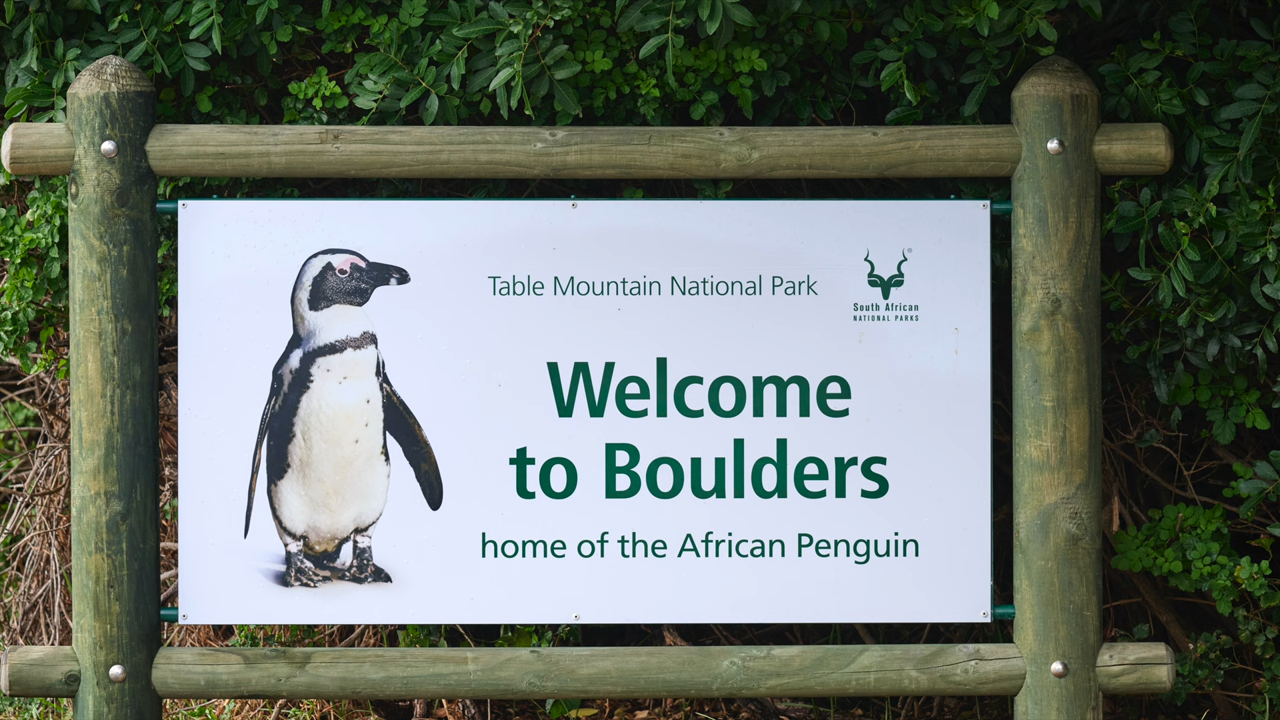 Table Mountain National Park
South African
NATIONAL PARKS
Welcome
to Boulders
home of the African Penguin